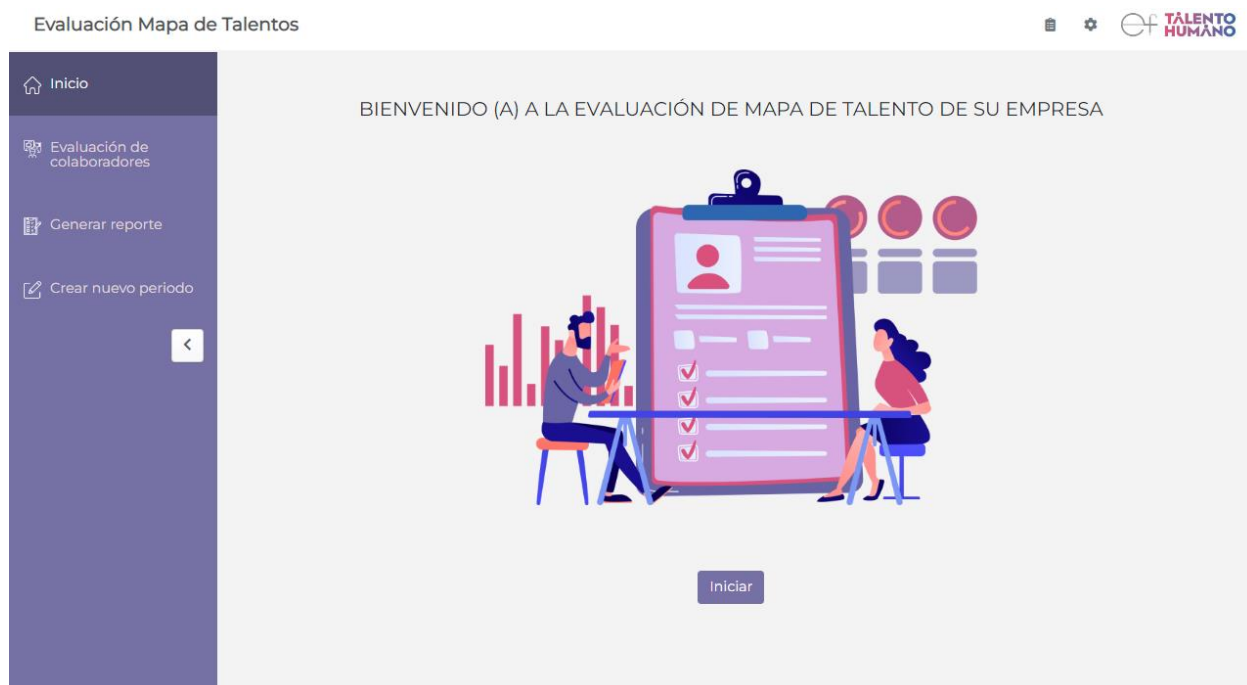 Evaluación Mapa de Talentos
ef TALENTO
HUMANO
Inicio
Evaluación de
colaboradores
Generar reporte
Crear nuevo periodo
BIENVENIDO (A) A LA EVALUACIÓN DE MAPA DE TALENTO DE SU EMPRESA
Iniciar